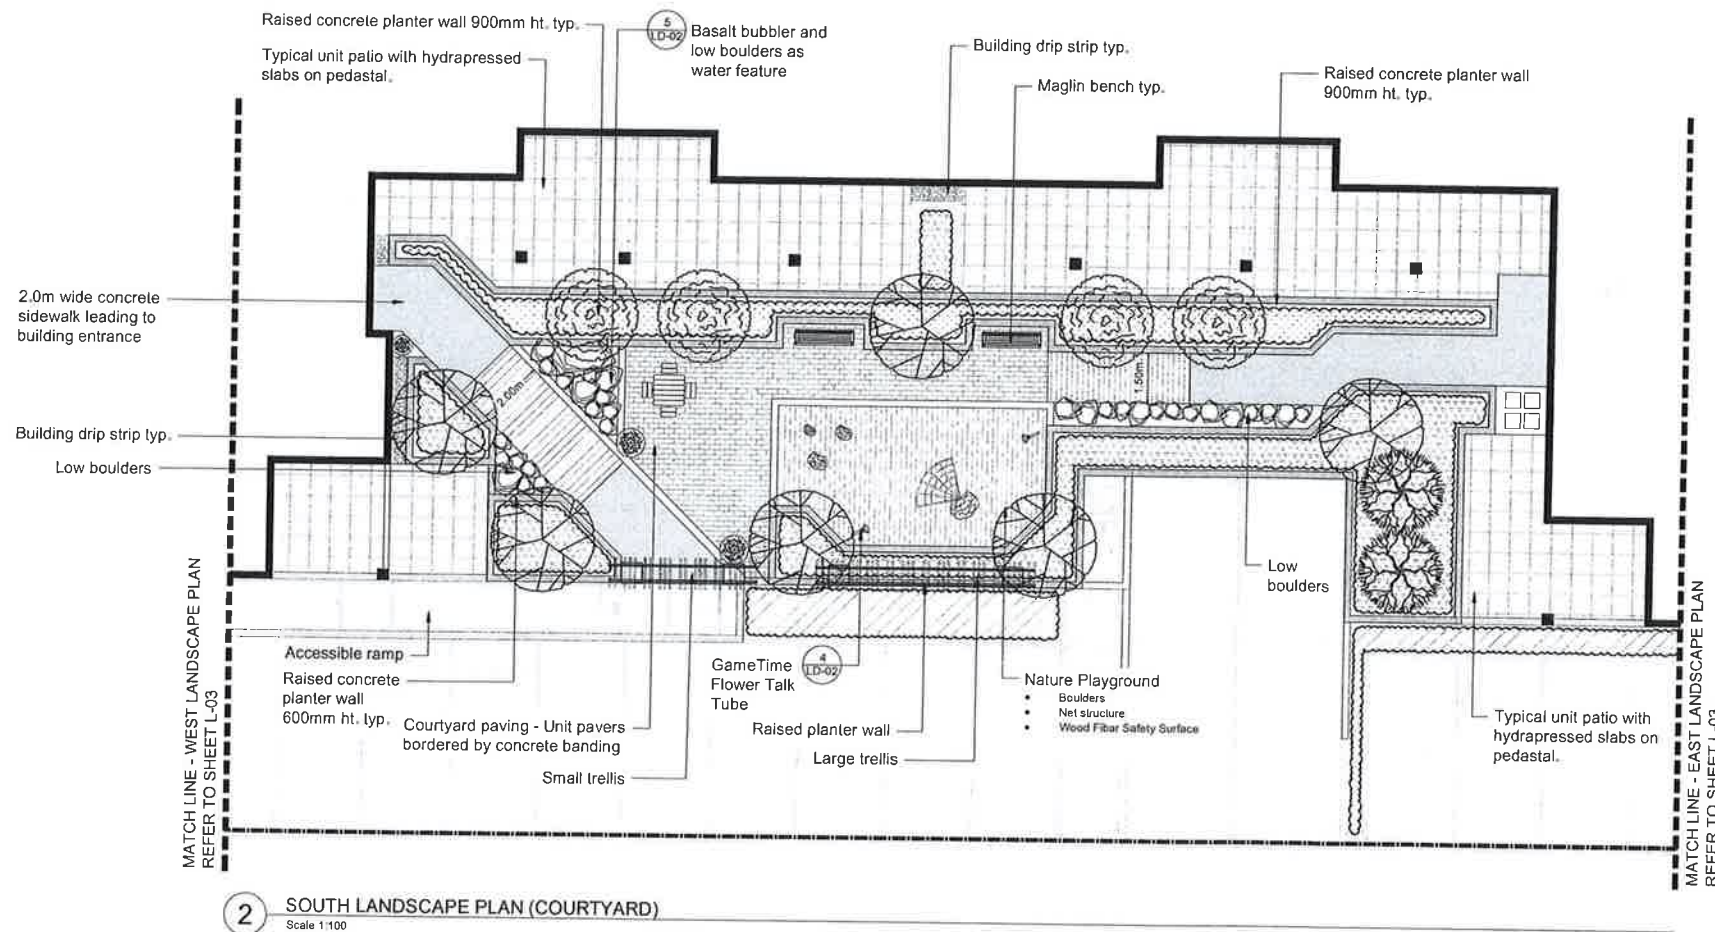 Raised concrete planter wall 900mm ht. typ.
5
LD-02
Basalt bubbler and
low boulders as
water feature
Typical unit patio with hydrapressed
slabs on pedastal.
Building drip strip typ.
Maglin bench typ.
Raised concrete planter wall
900mm ht. typ.
2.0m wide concrete
sidewalk leading to
building entrance
2.00m
1.50m
Building drip strip typ.
Low boulders
Low
boulders
Accessible ramp
Raised concrete
planter wall
600mm ht. typ.
Courtyard paving - Unit pavers
bordered by concrete banding
Small trellis
GameTime
Flower Talk
Tube
4
LD-02
Raised planter wall
Large trellis
Nature Playground
• Boulders
• Net structure
• Wood Fibar Safety Surface
Typical unit patio with
hydrapressed slabs on
pedastal.
MATCH LINE - WEST LANDSCAPE PLAN
REFER TO SHEET L-03
MATCH LINE - EAST LANDSCAPE PLAN
REFER TO SHEET L-03
2
SOUTH LANDSCAPE PLAN (COURTYARD)
Scale 1:100